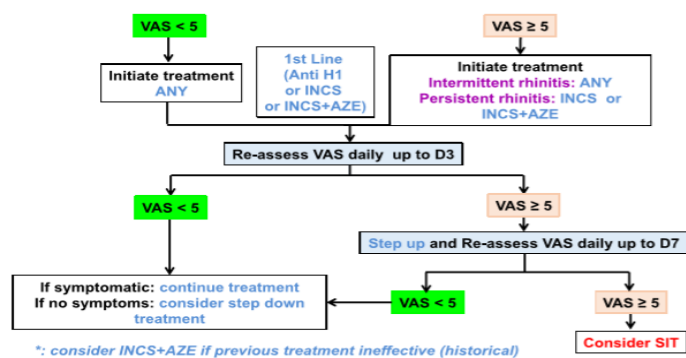 VAS < 5
VAS ≥ 5
Initiate treatment
ANY
1st Line
(Anti H1
or INCS
or INCS+AZE)
Initiate treatment
Intermittent rhinitis: ANY
Persistent rhinitis: INCS or
INCS+AZE
Re-assess VAS daily up to D3
VAS < 5
VAS ≥ 5
Step up and Re-assess VAS daily up to D7
If symptomatic: continue treatment
If no symptoms: consider step down
treatment
VAS < 5
VAS ≥ 5
Consider SIT
*: consider INCS+AZE if previous treatment ineffective (historical)